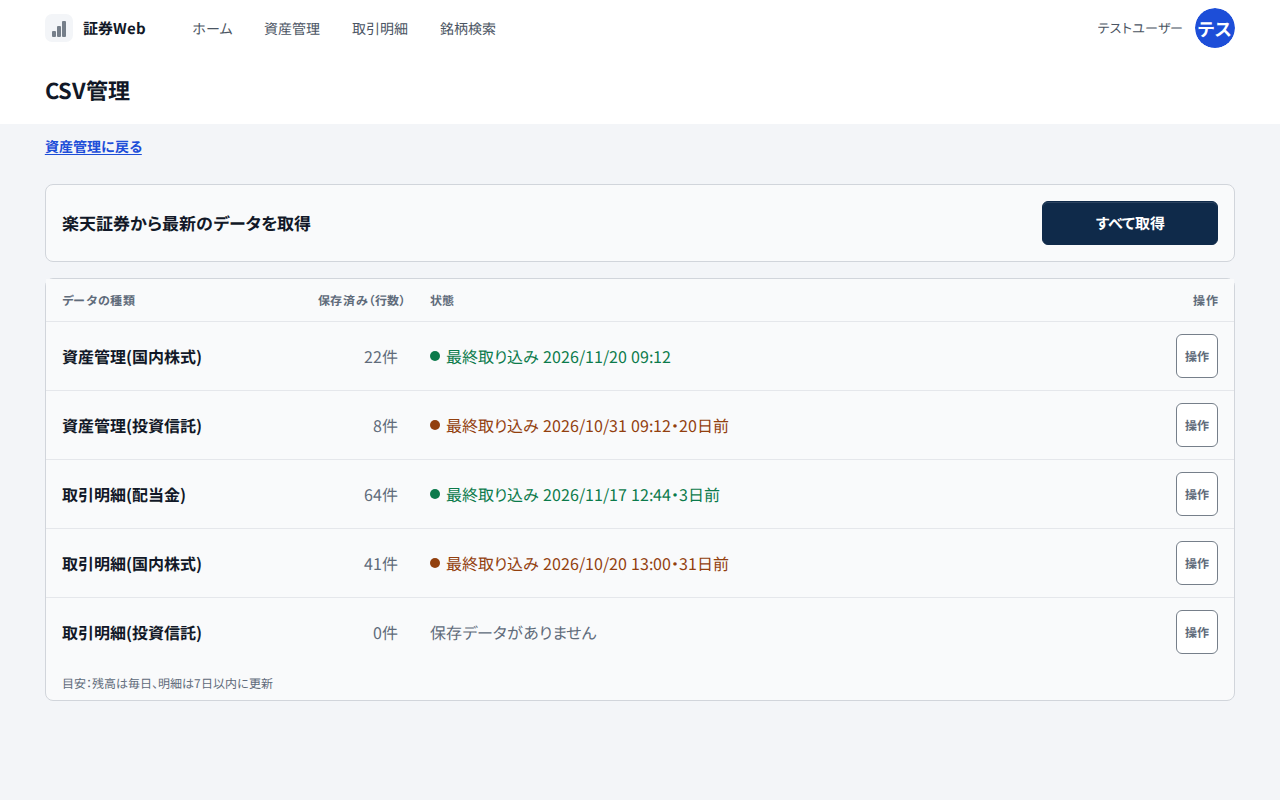 証券Web ホーム 資産管理 取引明細 銘柄検索 テストユーザー テス
CSV管理
資産管理に戻る
楽天証券から最新のデータを取得 すべて取得
データの種類 保存済み(行数) 状態 操作
資産管理(国内株式) 22件 最終取り込み 2026/11/20 09:12 操作
資産管理(投資信託) 8件 最終取り込み 2026/10/31 09:12・20日前 操作
取引明細(配当金) 64件 最終取り込み 2026/11/17 12:44・3日前 操作
取引明細(国内株式) 41件 最終取り込み 2026/10/20 13:00・31日前 操作
取引明細(投資信託) 0件 保存データがありません 操作
目安:残高は毎日、明細は7日以内に更新